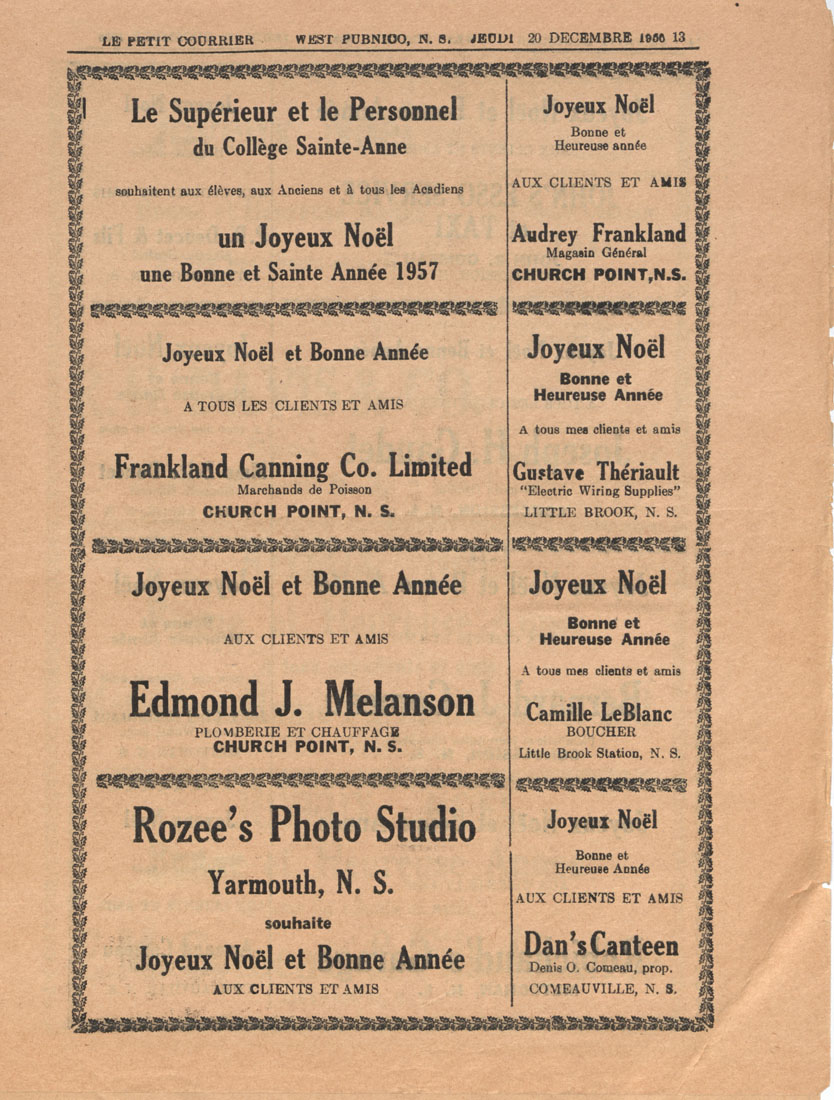 LE PETIT COURRIER WEST PUBNICO, N. S. JEUDI 20 DECEMBRE 1956 13
Le Supérieur et le Personnel
du Collège Sainte-Anne
souhaitent aux élèves, aux Anciens et à tous les Acadiens
un Joyeux Noël
une Bonne et Sainte Année 1957
Joyeux Noël et Bonne Année
A TOUS LES CLIENTS ET AMIS
Frankland Canning Co. Limited
Marchands de Poisson
CHURCH POINT, N. S.
Joyeux Noël et Bonne Année
AUX CLIENTS ET AMIS
Edmond J. Melanson
PLOMBERIE ET CHAUFFAGE
CHURCH POINT, N. S.
Rozee's Photo Studio
Yarmouth, N. S.
souhaite
Joyeux Noël et Bonne Année
AUX CLIENTS ET AMIS
Joyeux Noël
Bonne et
Heureuse année
AUX CLIENTS ET AMIS
Audrey Frankland
Magasin Général
CHURCH POINT, N.S.
Joyeux Noël
Bonne et
Heureuse Année
A tous mes clients et amis
Gustave Thériault
"Electric Wiring Supplies"
LITTLE BROOK, N. S.
Joyeux Noël
Bonne et
Heureuse Année
A tous mes clients et amis
Camille LeBlanc
BOUCHER
Little Brook Station, N. S.
Joyeux Noël
Bonne et
Heureuse Année
AUX CLIENTS ET AMIS
Dan's Canteen
Denis O. Comeau, prop.
COMEAUVILLE, N. S.